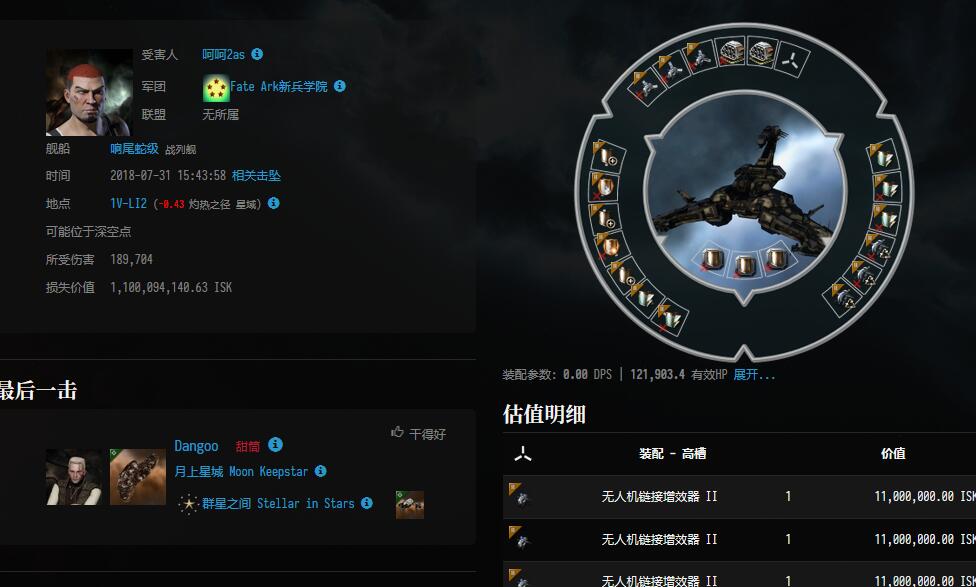 受害人 呵呵2as
军团 Fate Ark新兵学院
联盟 无所属
舰船 响尾蛇级 战列舰
时间 2018-07-31 15:43:58 相关击坠
地点 1V-LI2 (-0.43 灼热之径 星域)
可能位于深空点
所受伤害 189,704
损失价值 1,100,094,140.63 ISK
最后一击
干得好
Dangoo 甜筒
月上星城 Moon Keepstar
群星之间 Stellar in Stars
装配参数: 0.00 DPS | 121,903.4 有效HP 展开...
估值明细
装配 - 高槽 价值
无人机链接增效器 II 1 11,000,000.00 ISK
无人机链接增效器 II 1 11,000,000.00 ISK
无人机链接增效器 II 1 11,000,000.00 ISK